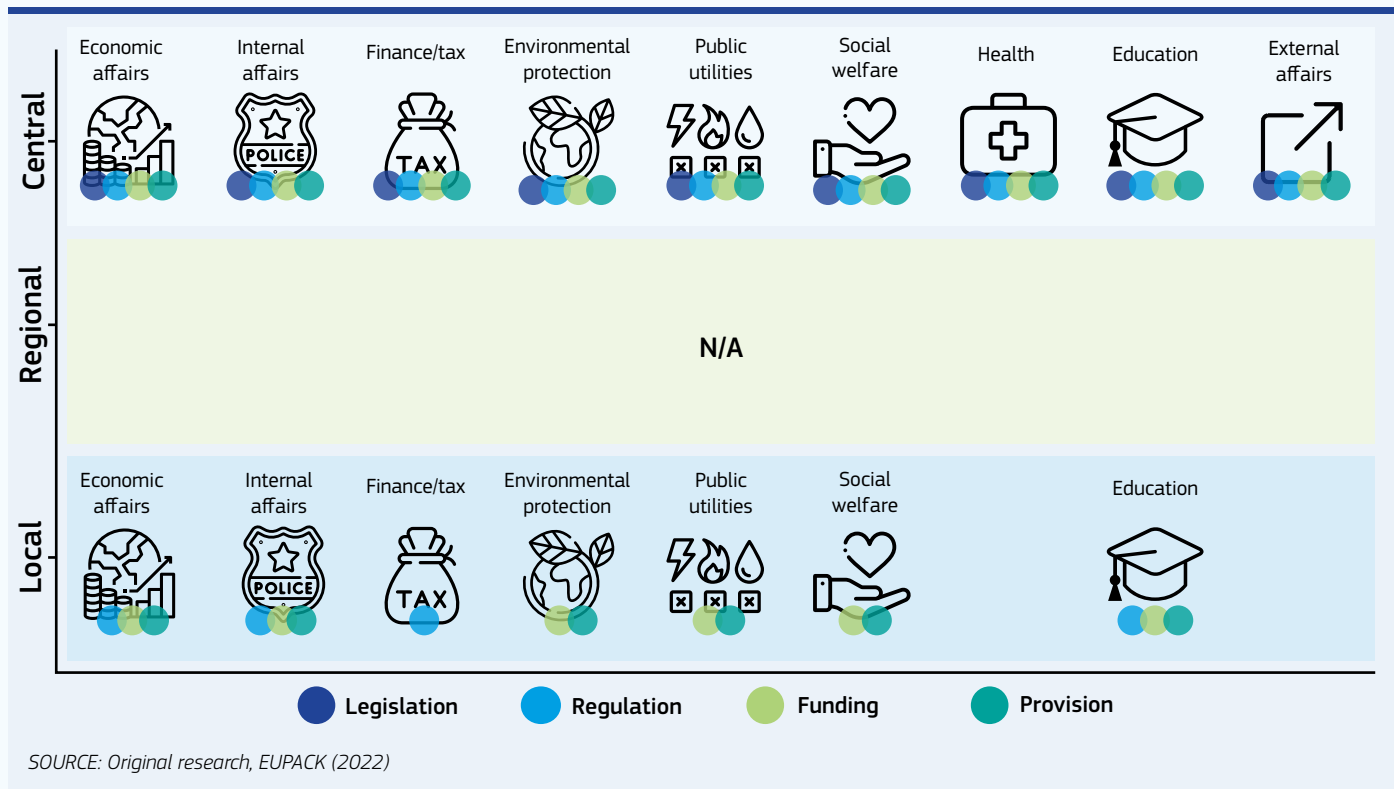 Economic
affairs
Internal
affairs
Finance/tax
Environmental
protection
Public
utilities
Social
welfare
Health
Education
External
affairs
Central
POLICE
TAX
Regional
N/A
Economic
affairs
Internal
affairs
Finance/tax
Environmental
protection
Public
utilities
Social
welfare
Education
Local
POLICE
TAX
Legislation
Regulation
Funding
Provision
SOURCE: Original research, EUPACK (2022)